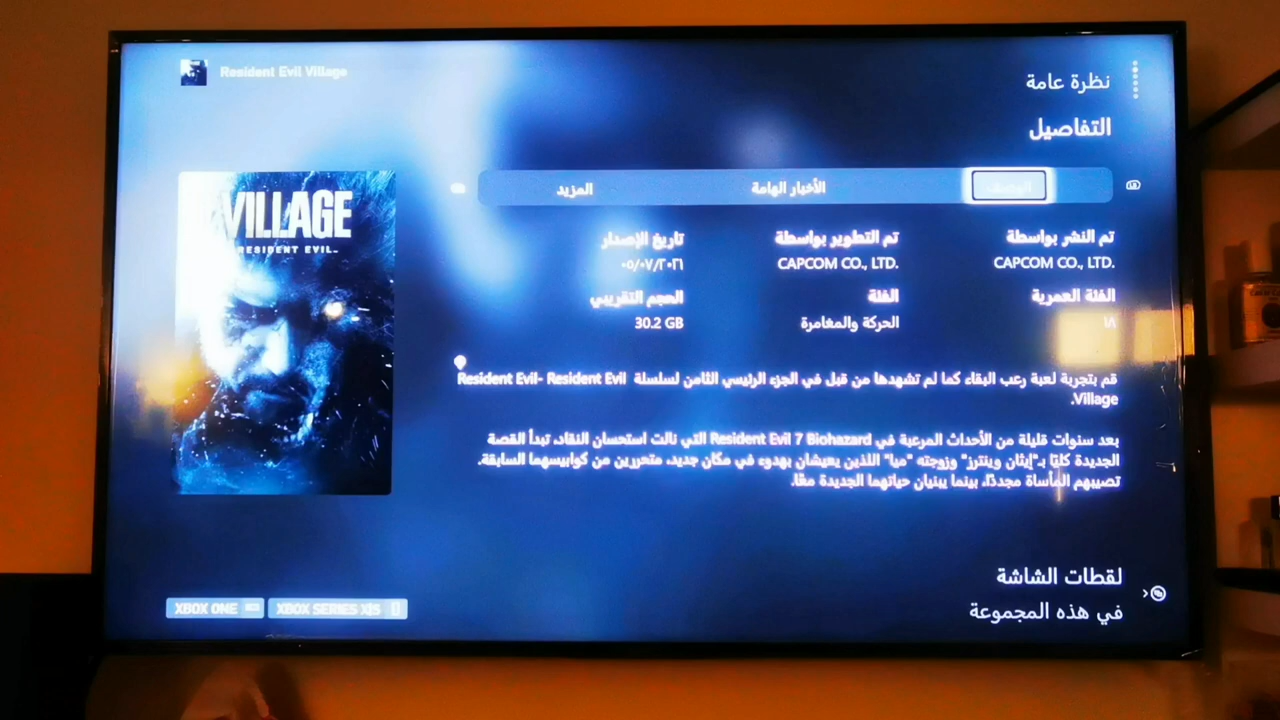 Resident Evil Village
نظرة عامة
التفاصيل
الوصف
الأخبار الهامة
المزيد
VILLAGE
RESIDENT EVIL
تم النشر بواسطة
CAPCOM CO., LTD.
تم التطوير بواسطة
CAPCOM CO., LTD.
تاريخ الإصدار
٠٥/٠٧/٢٠٢١
الفئة العمرية
١٨
الفئة
الحركة والمغامرة
الحجم التقريبي
30.2 GB
قم بتجربة لعبة رعب البقاء كما لم تشهدها من قبل في الجزء الرئيسي الثامن لسلسلة Resident Evil- Resident Evil
Village.
بعد سنوات قليلة من الأحداث المرعبة في Resident Evil 7 Biohazard التي نالت استحسان النقاد، تبدأ القصة
الجديدة كليًا بـ"إيثان وينترز" وزوجته "ميا" اللذين يعيشان بهدوء في مكان جديد، متحررين من كوابيسهما السابقة.
تصيبهم المأساة مجددًا، بينما يبنيان حياتهما الجديدة معًا.
لقطات الشاشة
في هذه المجموعة
XBOX ONE
XBOX SERIES X|S